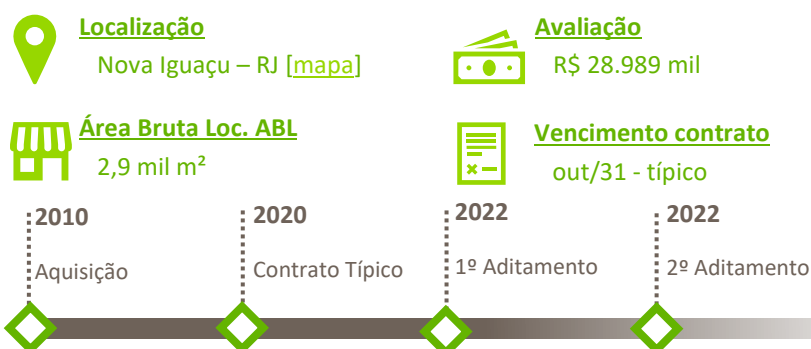 Localização
Nova Iguaçu – RJ [mapa]
Avaliação
R$ 28.989 mil
Área Bruta Loc. ABL
2,9 mil m²
Vencimento contrato
out/31 - típico
2010
2020
2022
2022
Aquisição
Contrato Típico
1º Aditamento
2º Aditamento